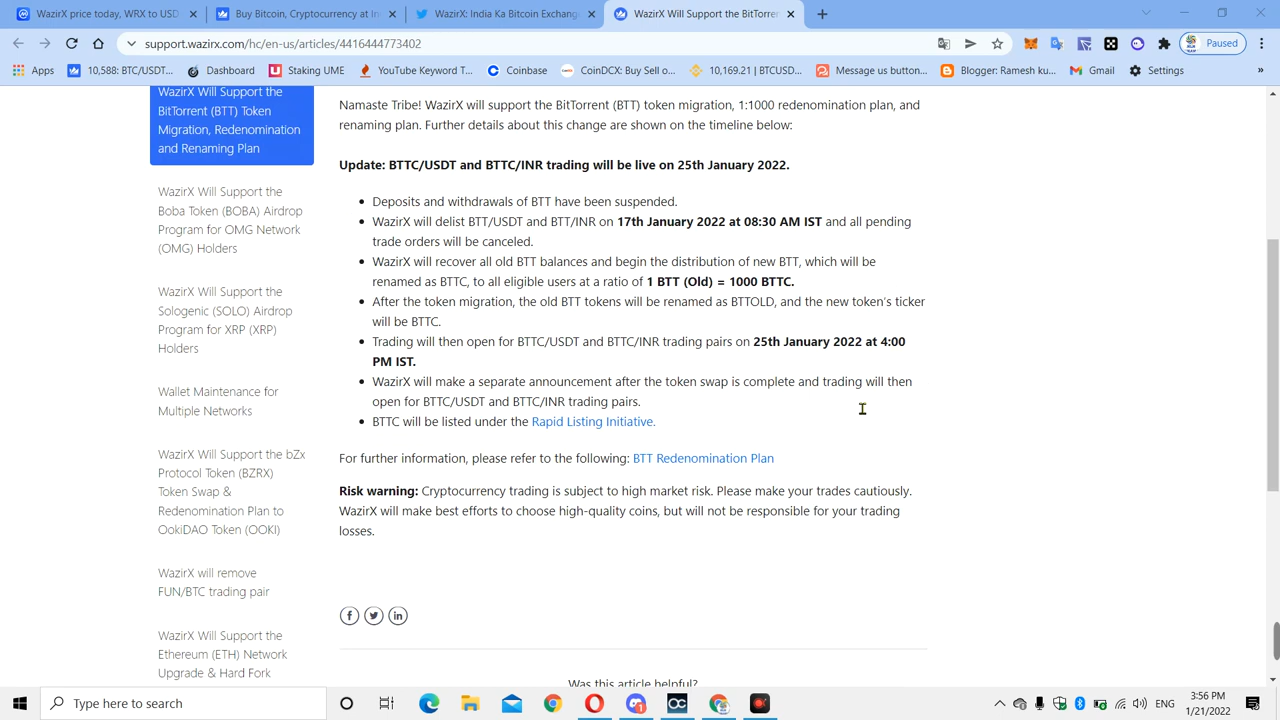 WazirX price today, WRX to USD
Buy Bitcoin, Cryptocurrency at In
WazirX: India Ka Bitcoin Exchang
WazirX Will Support the BitTorren
support.wazirx.com/hc/en-us/articles/4416444773402
Paused
Apps
10,588: BTC/USDT...
Dashboard
Staking UME
YouTube Keyword T...
Coinbase
CoinDCX: Buy Sell o...
10,169.21 | BTCUSD...
Message us button...
Blogger: Ramesh ku...
Gmail
Settings
»
WazirX Will Support the
BitTorrent (BTT) Token
Migration, Redenomination
and Renaming Plan
WazirX Will Support the
Boba Token (BOBA) Airdrop
Program for OMG Network
(OMG) Holders
WazirX Will Support the
Sologenic (SOLO) Airdrop
Program for XRP (XRP)
Holders
Wallet Maintenance for
Multiple Networks
WazirX Will Support the bZx
Protocol Token (BZRX)
Token Swap &
Redenomination Plan to
OokiDAO Token (OOKI)
WazirX will remove
FUN/BTC trading pair
WazirX Will Support the
Ethereum (ETH) Network
Upgrade & Hard Fork
Namaste Tribe! WazirX will support the BitTorrent (BTT) token migration, 1:1000 redenomination plan, and
renaming plan. Further details about this change are shown on the timeline below:
Update: BTTC/USDT and BTTC/INR trading will be live on 25th January 2022.
• Deposits and withdrawals of BTT have been suspended.
• WazirX will delist BTT/USDT and BTT/INR on 17th January 2022 at 08:30 AM IST and all pending
trade orders will be canceled.
• WazirX will recover all old BTT balances and begin the distribution of new BTT, which will be
renamed as BTTC, to all eligible users at a ratio of 1 BTT (Old) = 1000 BTTC.
• After the token migration, the old BTT tokens will be renamed as BTTOLD, and the new token's ticker
will be BTTC.
• Trading will then open for BTTC/USDT and BTTC/INR trading pairs on 25th January 2022 at 4:00
PM IST.
• WazirX will make a separate announcement after the token swap is complete and trading will then
open for BTTC/USDT and BTTC/INR trading pairs.
• BTTC will be listed under the Rapid Listing Initiative.
For further information, please refer to the following: BTT Redenomination Plan
Risk warning: Cryptocurrency trading is subject to high market risk. Please make your trades cautiously.
WazirX will make best efforts to choose high-quality coins, but will not be responsible for your trading
losses.
Was this article helpful?
Type here to search
ENG
3:56 PM
1/21/2022